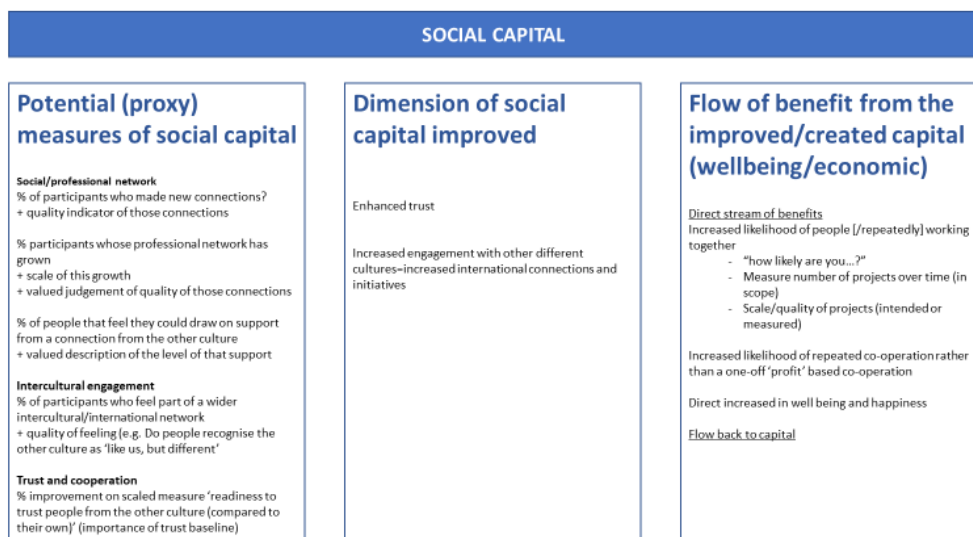 SOCIAL CAPITAL
Potential (proxy)
measures of social capital
Social/professional network
% of participants who made new connections?
+ quality indicator of those connections
% participants whose professional network has
grown
+ scale of this growth
+ valued judgement of quality of those connections
% of people that feel they could draw on support
from a connection from the other culture
+ valued description of the level of that support
Intercultural engagement
% of participants who feel part of a wider
intercultural/international network
+ quality of feeling (e.g. Do people recognise the
other culture as ‘like us, but different’
Trust and cooperation
% improvement on scaled measure ‘readiness to
trust people from the other culture (compared to
their own)’ (importance of trust baseline)
Dimension of social
capital improved
Enhanced trust
Increased engagement with other different
cultures=increased international connections and
initiatives
Flow of benefit from the
improved/created capital
(wellbeing/economic)
Direct stream of benefits
Increased likelihood of people [/repeatedly] working
together
- “how likely are you...?”
- Measure number of projects over time (in
scope)
- Scale/quality of projects (intended or
measured)
Increased likelihood of repeated co-operation rather
than a one-off ‘profit’ based co-operation
Direct increased in well being and happiness
Flow back to capital